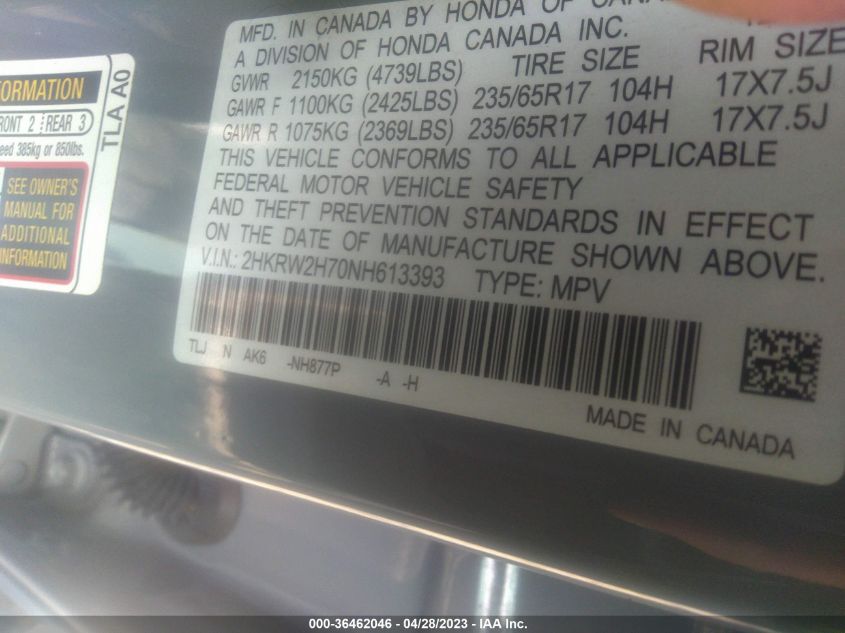 MFD. IN CANADA BY HONDA OF
A DIVISION OF HONDA CANADA INC.
GVWR 2150KG (4739LBS) TIRE SIZE RIM SIZE
GAWR F 1100KG (2425LBS) 235/65R17 104H 17X7.5J
GAWR R 1075KG (2369LBS) 235/65R17 104H 17X7.5J
THIS VEHICLE CONFORMS TO ALL APPLICABLE
FEDERAL MOTOR VEHICLE SAFETY
AND THEFT PREVENTION STANDARDS IN EFFECT
ON THE DATE OF MANUFACTURE SHOWN ABOVE.
V.I.N.: 2HKRW2H70NH613393 TYPE: MPV
TLJ N AK6 -NH877P -A -H
MADE IN CANADA
ORMATION
RONT 2 REAR 3
eed 385kg or 850lbs.
SEE OWNER'S
MANUAL FOR
ADDITIONAL
INFORMATION
TLA A0
000-36462046 - 04/28/2023 - IAA Inc.